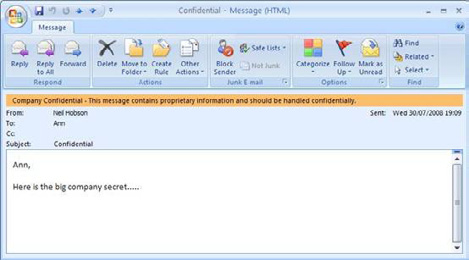 Confidential - Message (HTML)
Message
Reply
Reply to All
Forward
Delete
Move to Folder
Create Rule
Other Actions
Block Sender
Safe Lists
Not Junk
Categorize
Follow Up
Mark as Unread
Find
Related
Select
Respond
Actions
Junk E-mail
Options
Find
Company Confidential - This message contains proprietary information and should be handled confidentially.
From: Neil Hobson Sent: Wed 30/07/2008 19:09
To: Ann
Cc:
Subject: Confidential
Ann,
Here is the big company secret.....